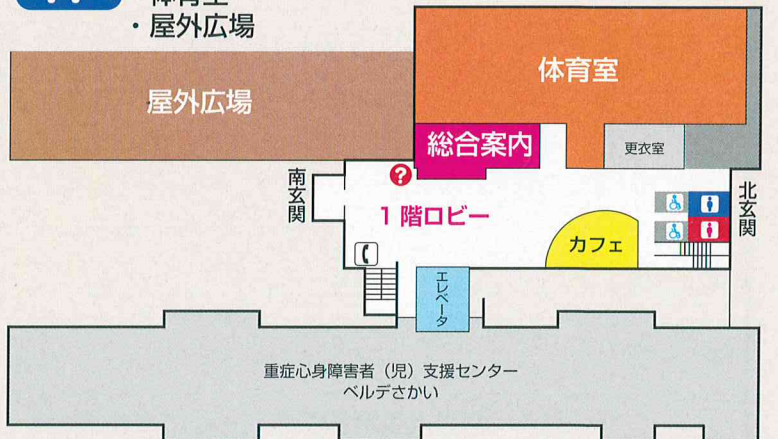 ・屋外広場
屋外広場
体育室
総合案内
更衣室
南玄関
?
1階ロビー
北玄関
カフェ
エレベータ
重症心身障害者（児）支援センター
ベルデさかい